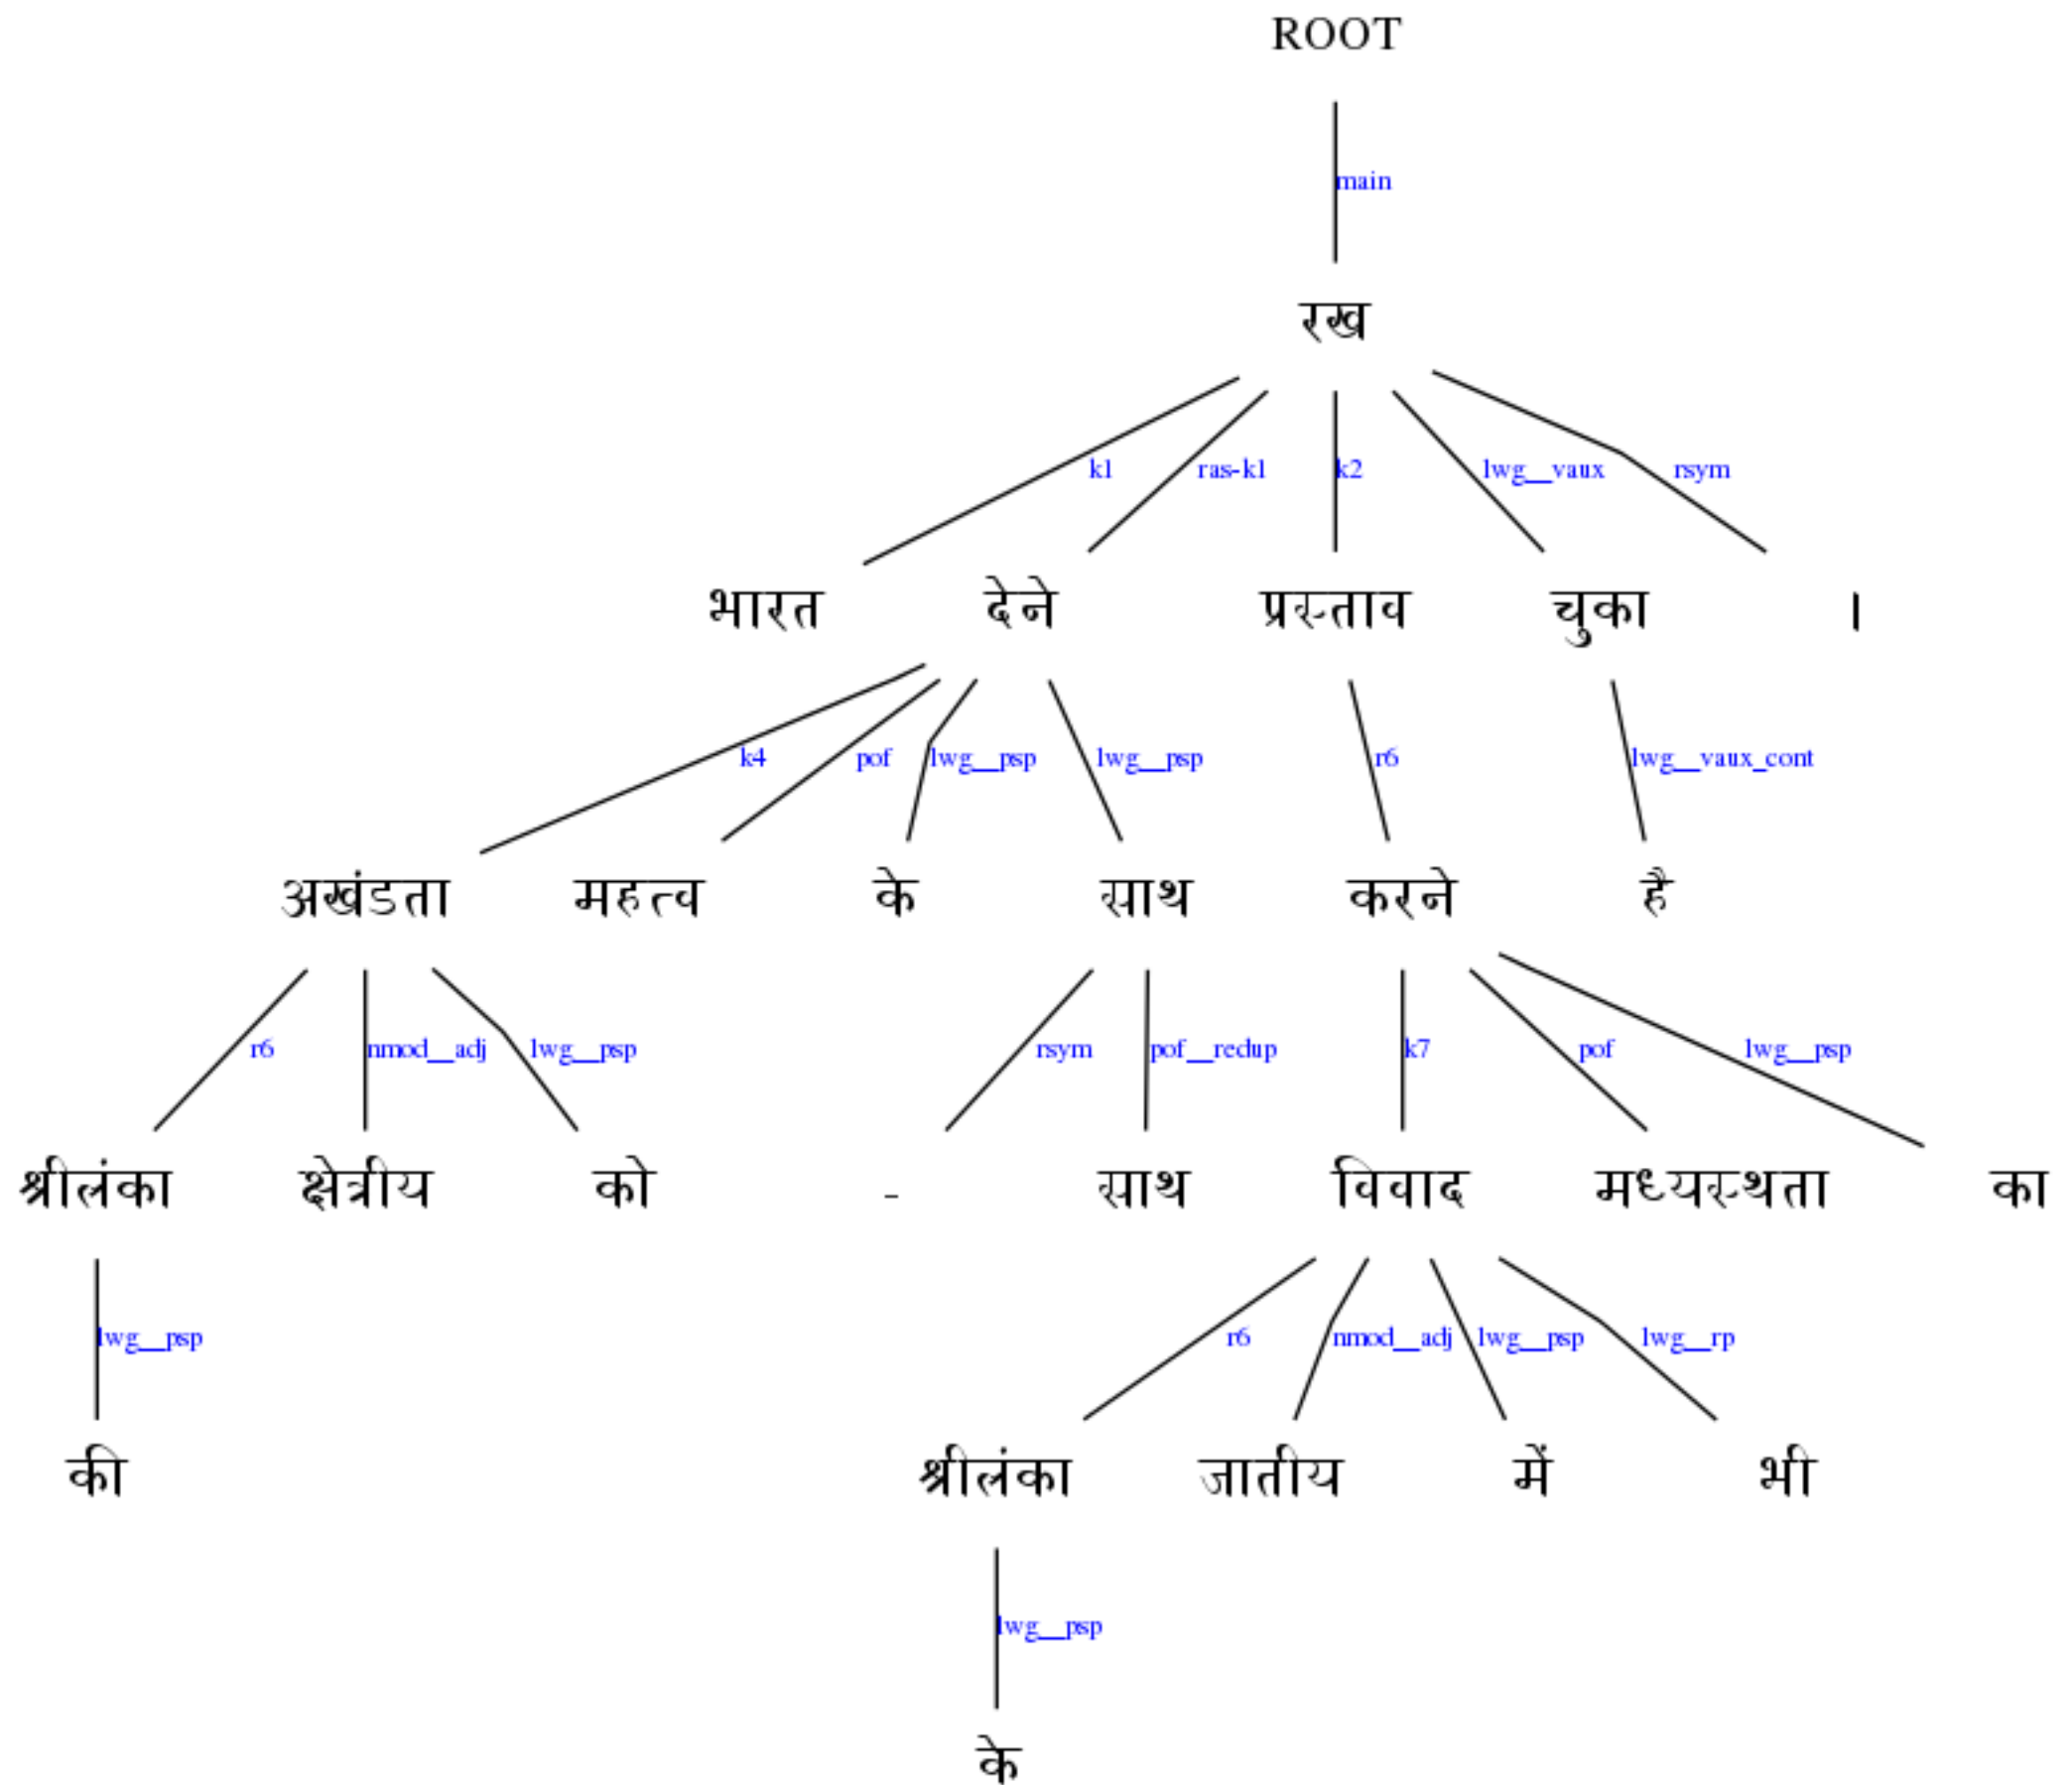 ROOT
main
रख
k1 ras-k1 k2 lwg__vaux rsym
भारत देने प्रस्ताव चुका ।
k4 pof lwg__psp lwg__psp r6 lwg__vaux_cont
अखंडता महत्व के साथ करने है
r6 nmod__adj lwg__psp rsym pof__redup k7 pof lwg__psp
श्रीलंका क्षेत्रीय को - साथ विवाद मध्यस्थता का
lwg__psp r6 nmod__adj lwg__psp lwg__rp
की श्रीलंका जातीय में भी
lwg__psp
के